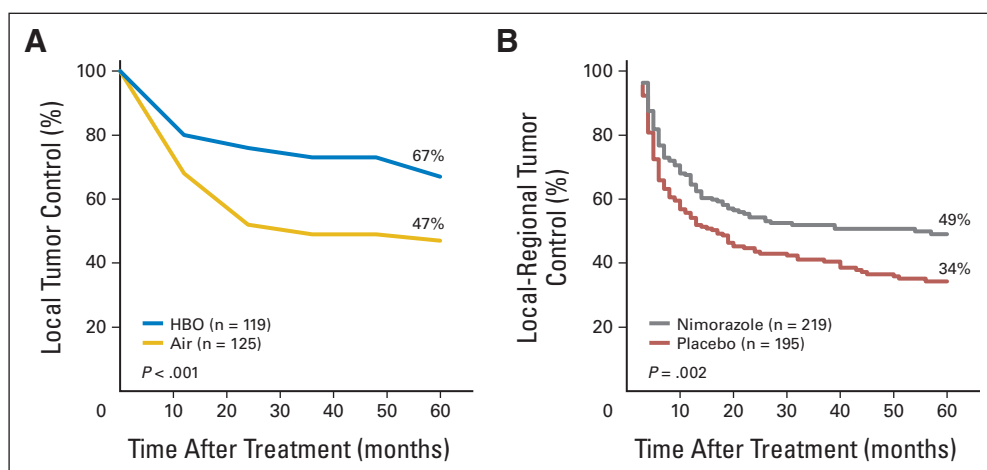 A
Local Tumor Control (%)
100
80
60
40
20
0
67%
47%
HBO (n = 119)
Air (n = 125)
P < .001
10 20 30 40 50 60
Time After Treatment (months)
B
Local-Regional Tumor
Control (%)
100
80
60
40
20
0
49%
34%
Nimorazole (n = 219)
Placebo (n = 195)
P = .002
10 20 30 40 50 60
Time After Treatment (months)